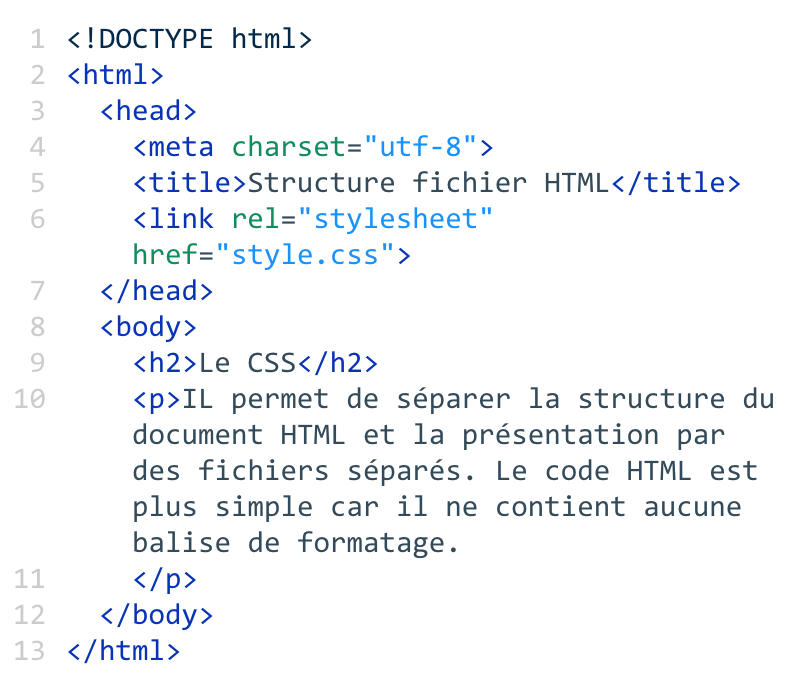 1 <!DOCTYPE html>
2 <html>
3   <head>
4     <meta charset="utf-8">
5     <title>Structure fichier HTML</title>
6     <link rel="stylesheet"
      href="style.css">
7   </head>
8   <body>
9     <h2>Le CSS</h2>
10     <p>IL permet de séparer la structure du
      document HTML et la présentation par
      des fichiers séparés. Le code HTML est
      plus simple car il ne contient aucune
      balise de formatage.
11     </p>
12   </body>
13 </html>